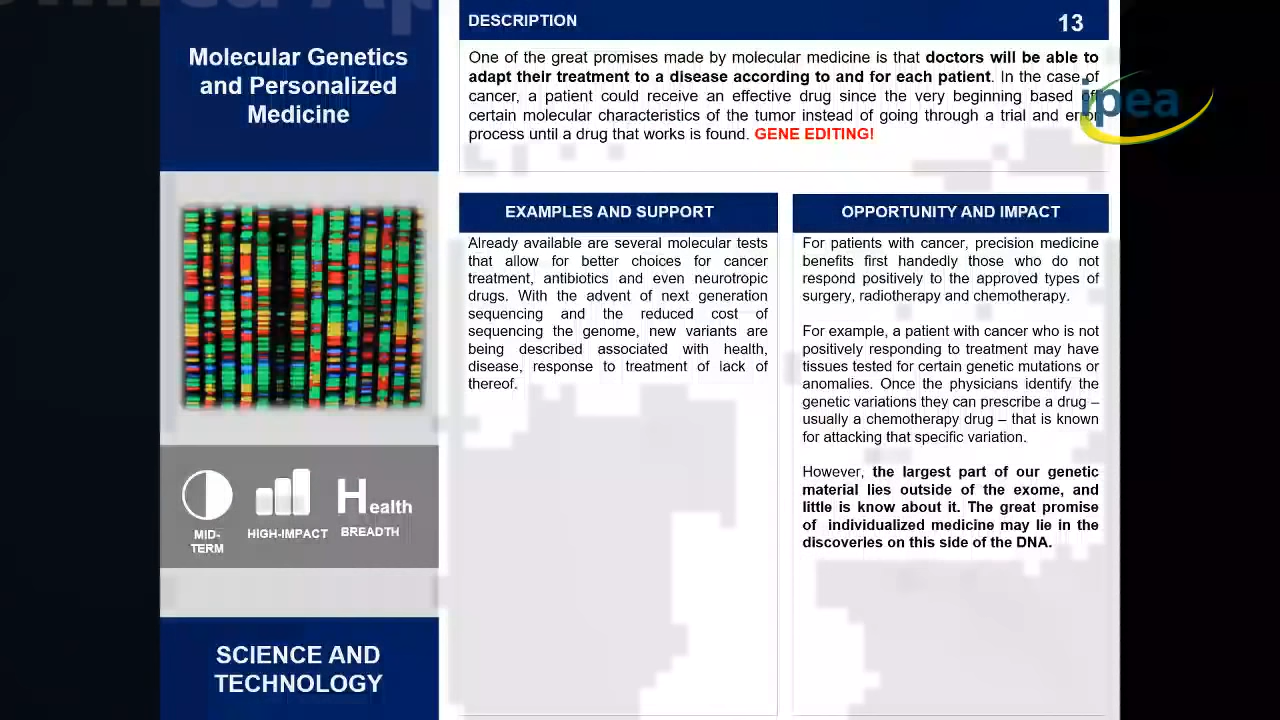 Molecular Genetics
and Personalized
Medicine
DESCRIPTION
13
One of the great promises made by molecular medicine is that doctors will be able to
adapt their treatment to a disease according to and for each patient. In the case of
cancer, a patient could receive an effective drug since the very beginning based off
certain molecular characteristics of the tumor instead of going through a trial and error
process until a drug that works is found. GENE EDITING!
ipea
EXAMPLES AND SUPPORT
Already available are several molecular tests
that allow for better choices for cancer
treatment, antibiotics and even neurotropic
drugs. With the advent of next generation
sequencing and the reduced cost of
sequencing the genome, new variants are
being described associated with health,
disease, response to treatment of lack of
thereof.
OPPORTUNITY AND IMPACT
For patients with cancer, precision medicine
benefits first handedly those who do not
respond positively to the approved types of
surgery, radiotherapy and chemotherapy.
For example, a patient with cancer who is not
positively responding to treatment may have
tissues tested for certain genetic mutations or
anomalies. Once the physicians identify the
genetic variations they can prescribe a drug –
usually a chemotherapy drug – that is known
for attacking that specific variation.
However, the largest part of our genetic
material lies outside of the exome, and
little is know about it. The great promise
of individualized medicine may lie in the
discoveries on this side of the DNA.
MID-
TERM
HIGH-IMPACT
Health
BREADTH
SCIENCE AND
TECHNOLOGY